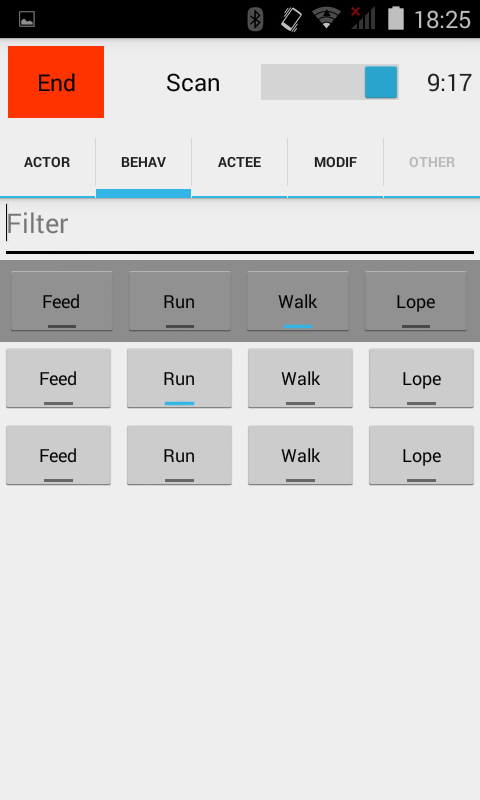 18:25
End Scan 9:17
ACTOR BEHAV ACTEE MODIF OTHER
Filter
Feed Run Walk Lope
Feed Run Walk Lope
Feed Run Walk Lope